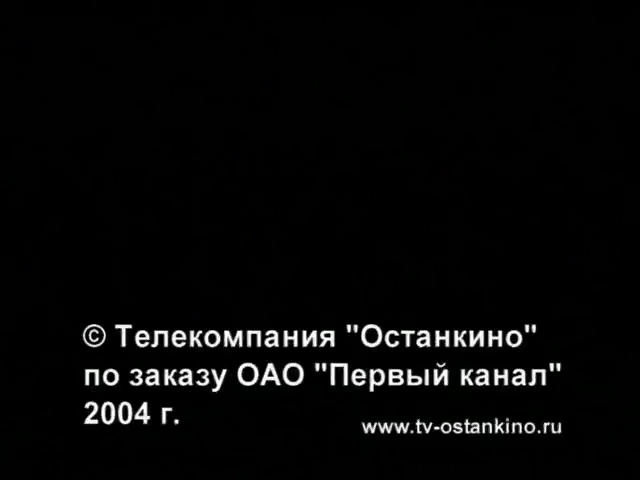 © Телекомпания "Останкино"
по заказу ОАО "Первый канал"
2004 г.
www.tv-ostankino.ru